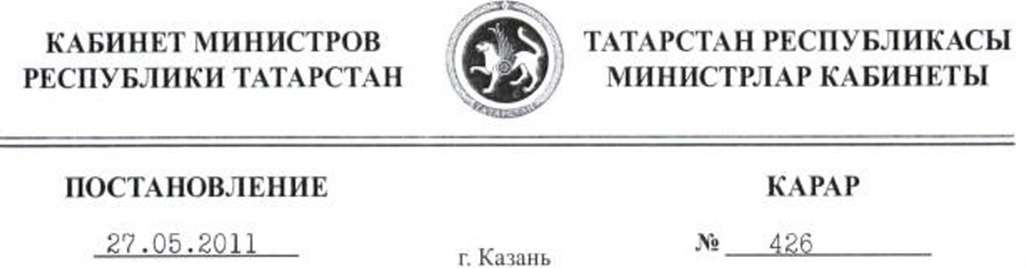 КАБИНЕТ МИНИСТРОВ
РЕСПУБЛИКИ ТАТАРСТАН
ТАТАРСТАН РЕСПУБЛИКАСЫ
МИНИСТРЛАР КАБИНЕТЫ
ПОСТАНОВЛЕНИЕ
КАРАР
27.05.2011
г. Казань
№ 426